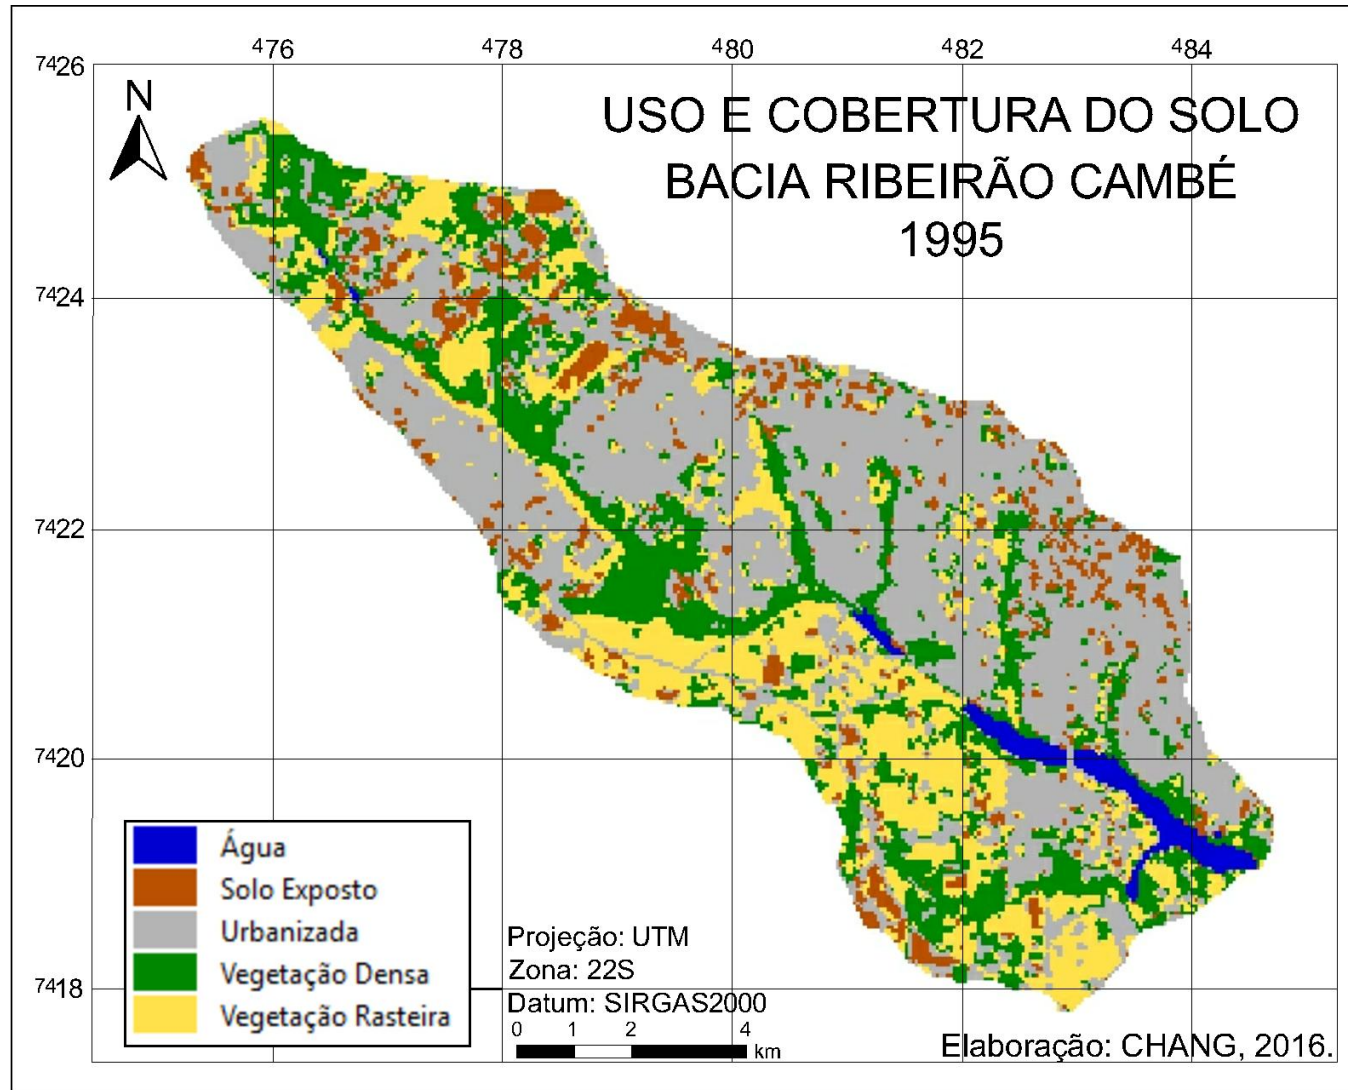 476 478 480 482 484
7426
N
USO E COBERTURA DO SOLO
BACIA RIBEIRÃO CAMBÉ
1995
7424
7422
7420
Água
Solo Exposto
Urbanizada
Vegetação Densa
Vegetação Rasteira
7418
Projeção: UTM
Zona: 22S
Datum: SIRGAS2000
0 1 2 4
km
Elaboração: CHANG, 2016.